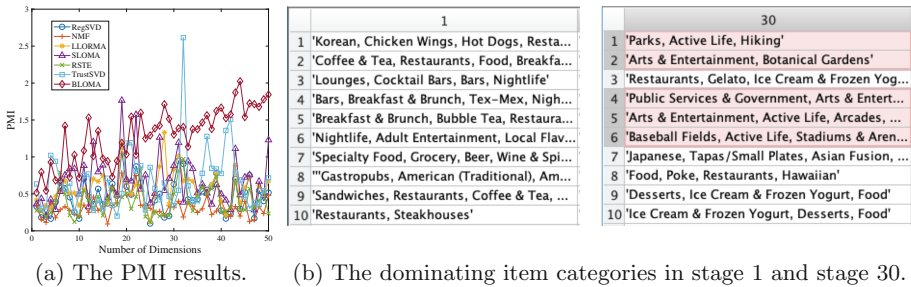 3
2.5
2
1.5
1
0.5
0
PMI
RegSVD
NMF
LLORMA
SLOMA
RSTE
TrustSVD
BLOMA
0 10 20 30 40 50
Number of Dimensions
(a) The PMI results.
1
1 'Korean, Chicken Wings, Hot Dogs, Resta...
2 'Coffee & Tea, Restaurants, Food, Breakfa...
3 'Lounges, Cocktail Bars, Bars, Nightlife'
4 'Bars, Breakfast & Brunch, Tex-Mex, Nigh...
5 'Breakfast & Brunch, Bubble Tea, Restaura...
6 'Nightlife, Adult Entertainment, Local Flav...
7 'Specialty Food, Grocery, Beer, Wine & Spi...
8 '"Gastropubs, American (Traditional), Am...
9 'Sandwiches, Restaurants, Coffee & Tea, ...
10 'Restaurants, Steakhouses'
30
1 'Parks, Active Life, Hiking'
2 'Arts & Entertainment, Botanical Gardens'
3 'Restaurants, Gelato, Ice Cream & Frozen Yog...
4 'Public Services & Government, Arts & Entert...
5 'Arts & Entertainment, Active Life, Arcades, ...
6 'Baseball Fields, Active Life, Stadiums & Aren...
7 'Japanese, Tapas/Small Plates, Asian Fusion, ...
8 'Food, Poke, Restaurants, Hawaiian'
9 'Desserts, Ice Cream & Frozen Yogurt, Food'
10 'Ice Cream & Frozen Yogurt, Desserts, Food'
(b) The dominating item categories in stage 1 and stage 30.